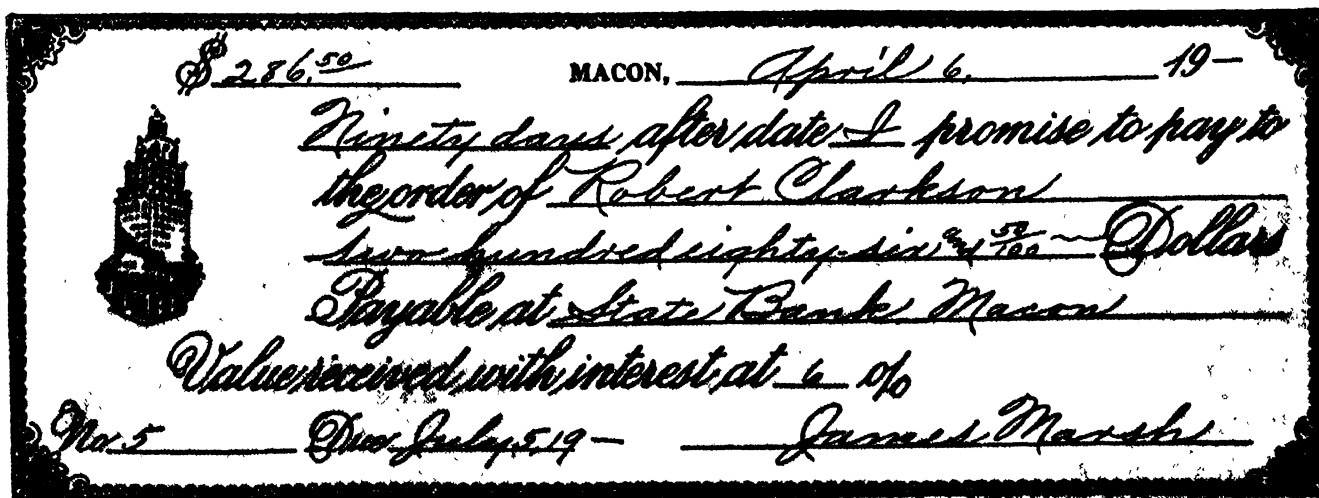 $ 286.50 MACON, April 6, 19—
Ninety days after date I promise to pay to
the order of Robert Clarkson
two hundred eighty-six and 50/100 — Dollars
Payable at State Bank Macon
Value received with interest at 6 %
No. 5 Due July 5, 19— James Marsh